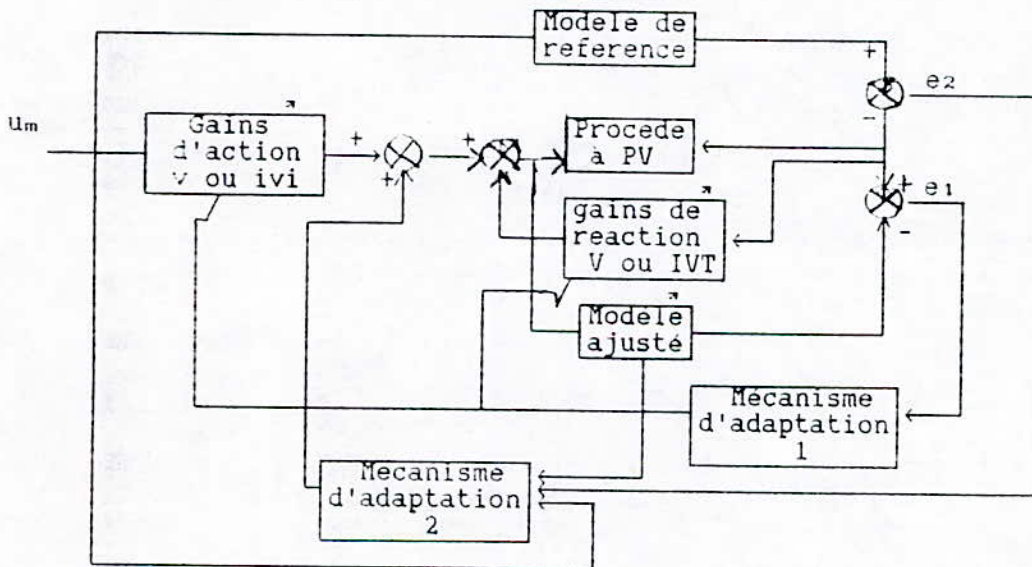 Modele de
reference
+
e2
-
um
Gains
d'action
V ou ivi
+
+
+
Procede
à PV
+
e1
-
gains de
reaction
V ou IVT
Modèle
ajusté
Mécanisme
d'adaptation
1
Mecanisme
d'adaptation
2